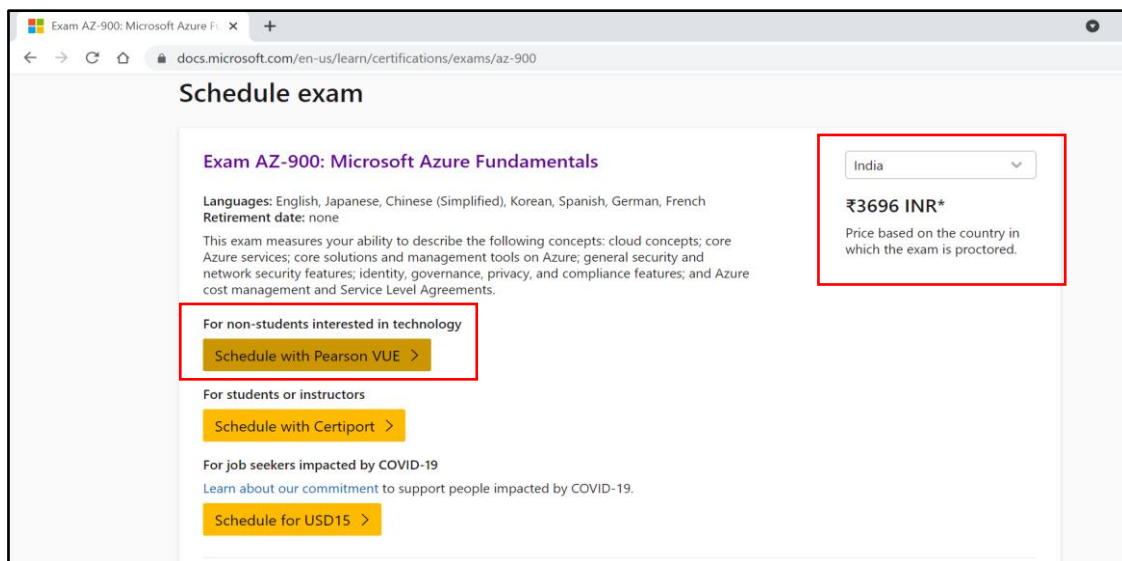 Exam AZ-900: Microsoft Azure Fu
docs.microsoft.com/en-us/learn/certifications/exams/az-900
Schedule exam
Exam AZ-900: Microsoft Azure Fundamentals
Languages: English, Japanese, Chinese (Simplified), Korean, Spanish, German, French
Retirement date: none
This exam measures your ability to describe the following concepts: cloud concepts; core
Azure services; core solutions and management tools on Azure; general security and
network security features; identity, governance, privacy, and compliance features; and Azure
cost management and Service Level Agreements.
India
₹3696 INR*
Price based on the country in
which the exam is proctored.
For non-students interested in technology
Schedule with Pearson VUE >
For students or instructors
Schedule with Certiport >
For job seekers impacted by COVID-19
Learn about our commitment to support people impacted by COVID-19.
Schedule for USD15 >